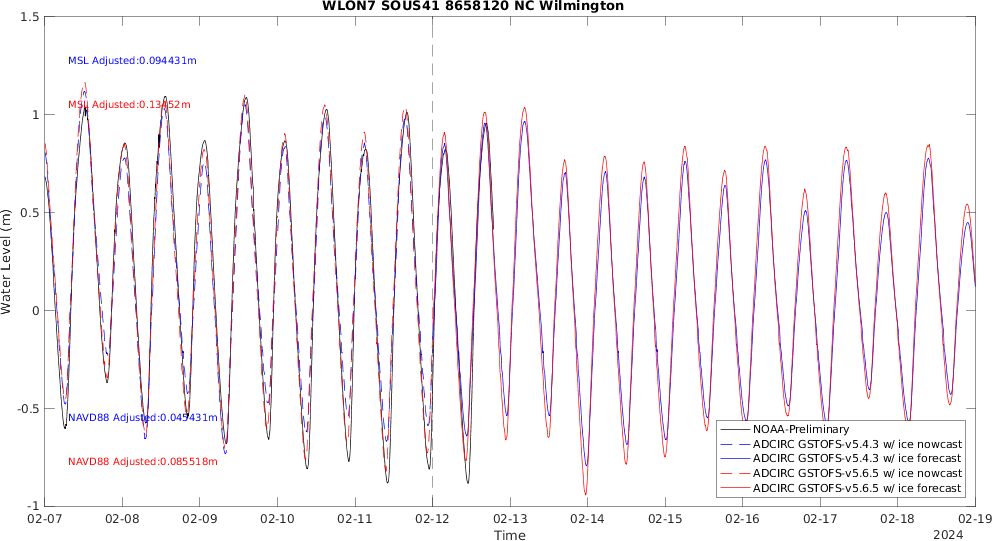 WLON7 SOUS41 8658120 NC Wilmington
1.5
1
0.5
0
-0.5
-1
Water Level (m)
MSL Adjusted:0.094431m
MSL Adjusted:
NAVD88 Adjusted:0.045431m
NAVD88 Adjusted:0.085518m
NOAA-Preliminary
ADCIRC GSTOFS-v5.4.3 w/ ice nowcast
ADCIRC GSTOFS-v5.4.3 w/ ice forecast
ADCIRC GSTOFS-v5.6.5 w/ ice nowcast
ADCIRC GSTOFS-v5.6.5 w/ ice forecast
02-07 02-08 02-09 02-10 02-11 02-12 02-13 02-14 02-15 02-16 02-17 02-18 02-19
Time
2024